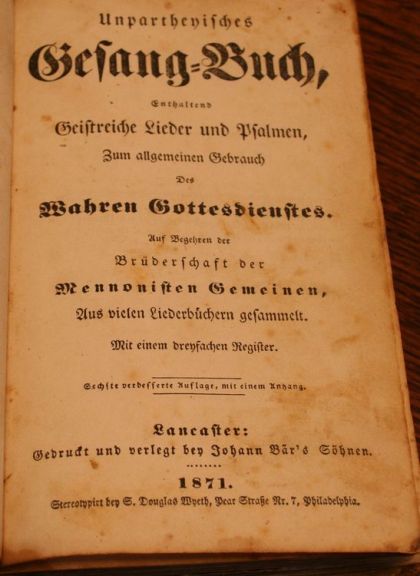 Unpartheyisches
Gesang-Buch,
Enthaltend
Geistreiche Lieder und Psalmen,
Zum allgemeinen Gebrauch
Des
Wahren Gottesdienstes.
Auf Begehren der
Brüderschaft der
Mennonisten Gemeinen,
Aus vielen Liederbüchern gesammelt.
Mit einem dreyfachen Register.
Sechste verbesserte Auflage, mit einem Anhang.
Lancaster:
Gedruckt und verlegt bey Johann Bär's Söhnen.
1871.
Stereotypirt bey S. Douglas Wyeth, Pear Straße Nr. 7, Philadelphia.